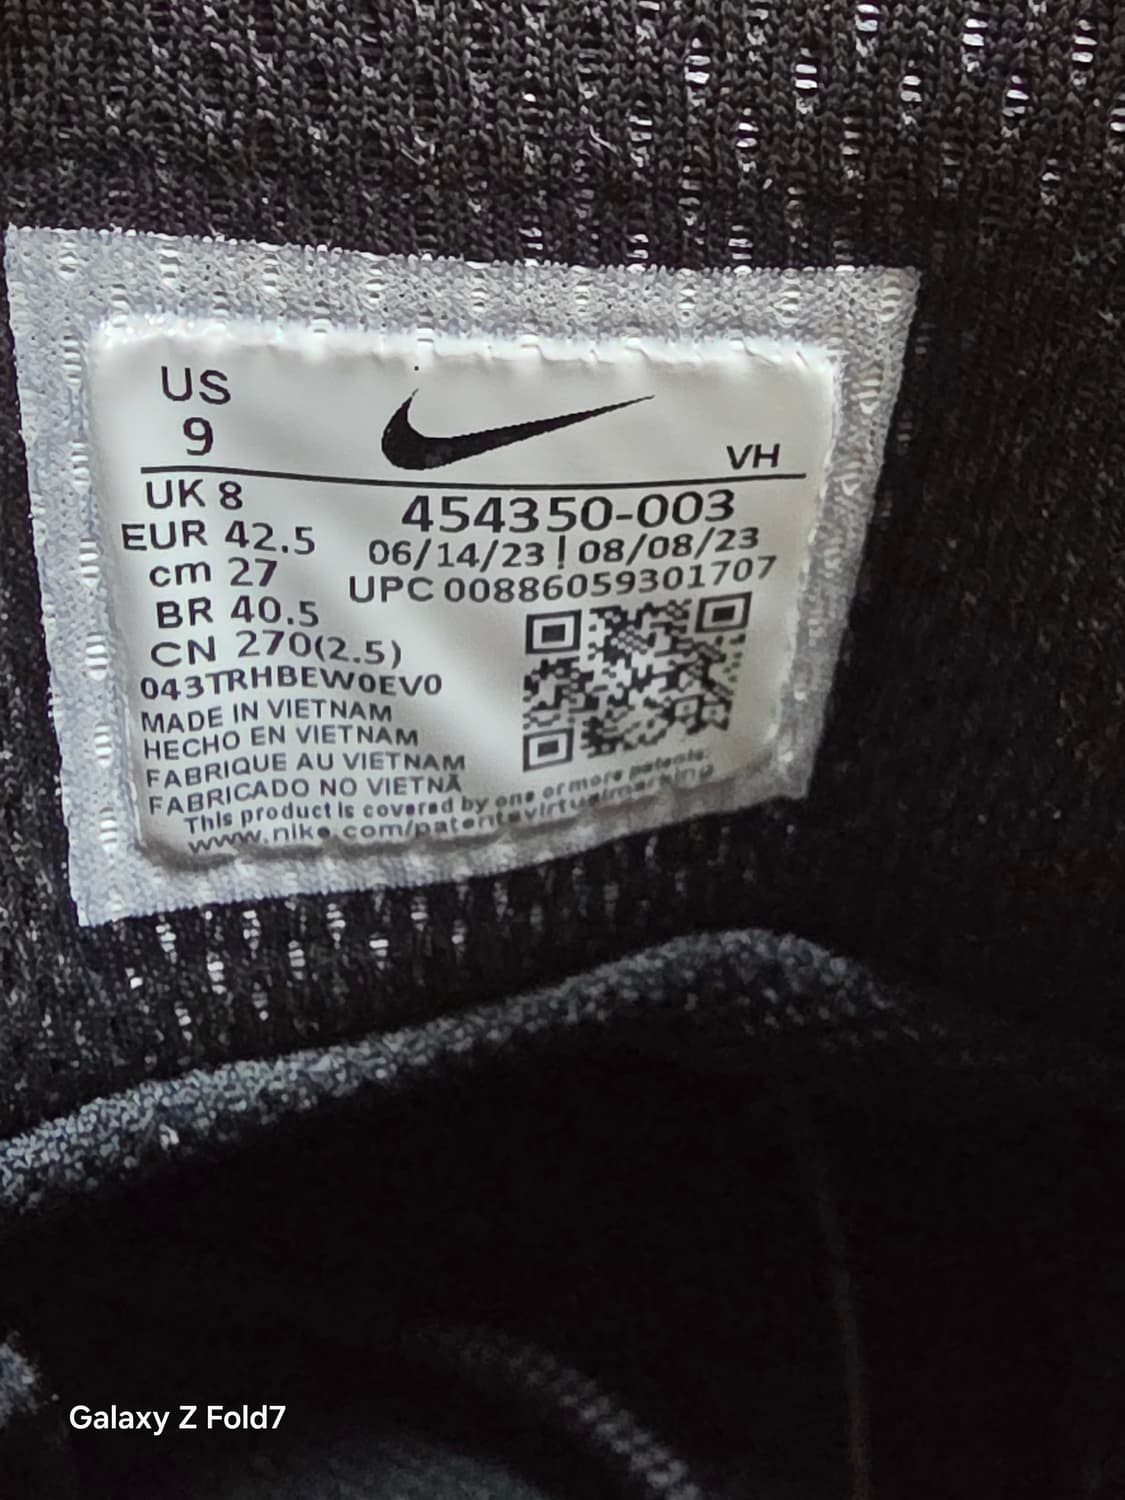 US
9
VH
UK 8
EUR 42.5
cm 27
BR 40.5
CN 270(2.5)
454350-003
06/14/23 | 08/08/23
UPC 00886059301707
043TRHBEW0EV0
MADE IN VIETNAM
HECHO EN VIETNAM
FABRIQUE AU VIETNAM
FABRICADO NO VIETNÃ
This product is covered by one or more patents.
www.nike.com/patentsvirtualmarking
Galaxy Z Fold7